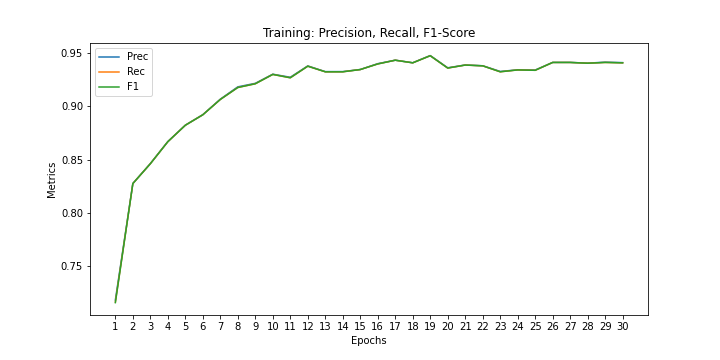 Training: Precision, Recall, F1-Score
Prec
Rec
F1
0.95
0.90
0.85
0.80
0.75
Metrics
1 2 3 4 5 6 7 8 9 10 11 12 13 14 15 16 17 18 19 20 21 22 23 24 25 26 27 28 29 30
Epochs